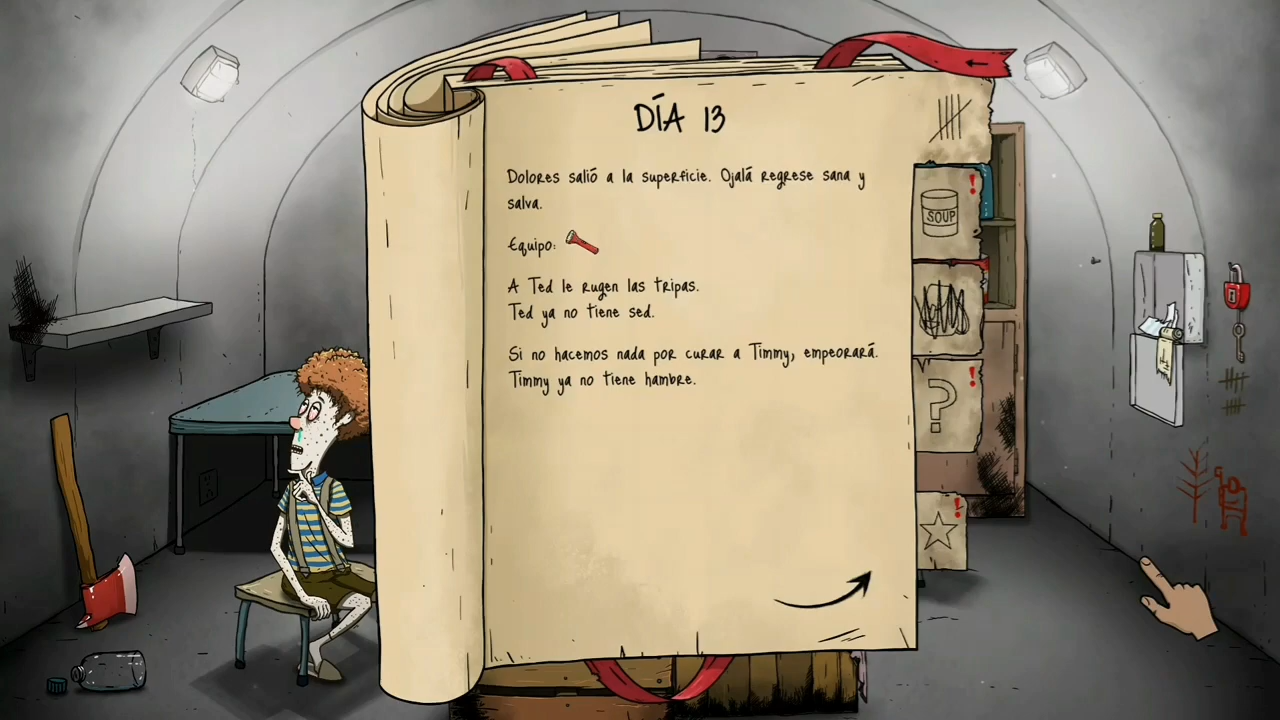 DÍA 13
Dolores salió a la superficie. Ojalá regrese sana y
salva.
Equipo:
A Ted le rugen las tripas.
Ted ya no tiene sed.
Si no hacemos nada por curar a Timmy, empeorará.
Timmy ya no tiene hambre.
!
SOUP
!
?
!